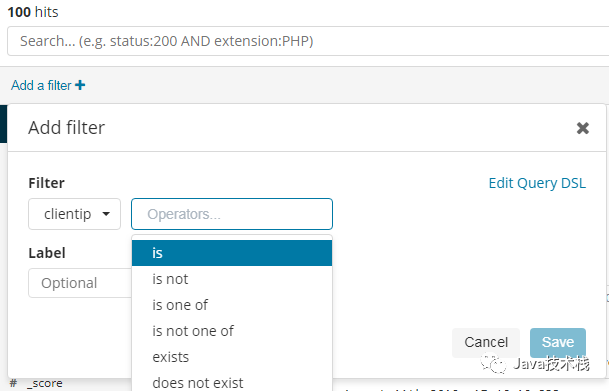 100 hits
Search... (e.g. status:200 AND extension:PHP)
Add a filter +
Add filter ✖
Filter
Edit Query DSL
clientip
Operators...
is
is not
is one of
is not one of
exists
does not exist
Label
Optional
Cancel
Save
Java技术栈
# _score